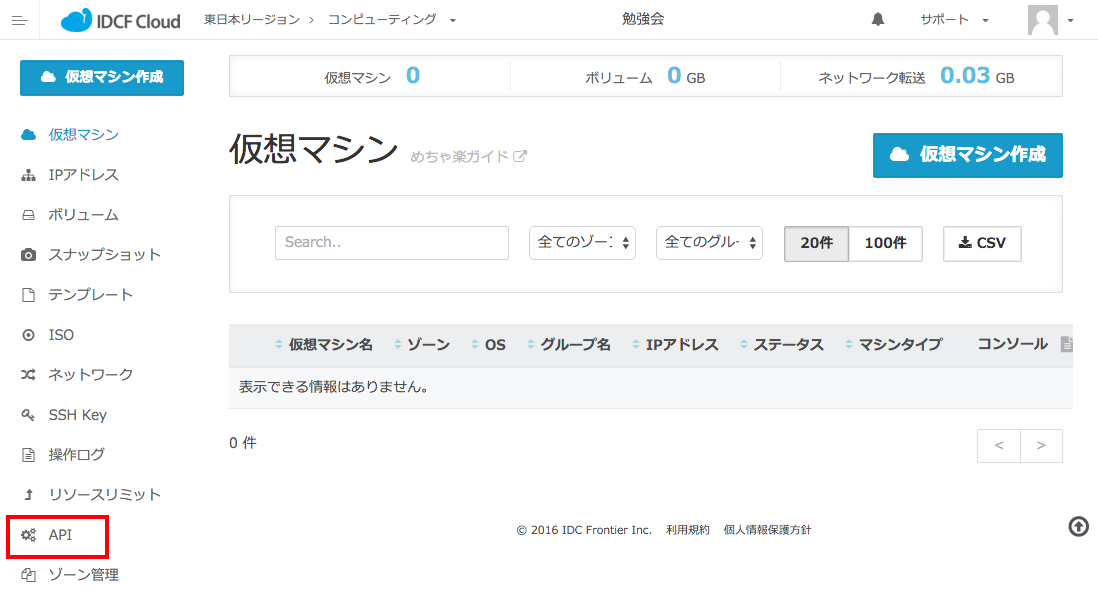 IDCF Cloud 東日本リージョン › コンピューティング 勉強会 サポート
仮想マシン作成
仮想マシン 0 ボリューム 0 GB ネットワーク転送 0.03 GB
仮想マシン
IPアドレス
ボリューム
スナップショット
テンプレート
ISO
ネットワーク
SSH Key
操作ログ
リソースリミット
API
ゾーン管理
仮想マシン めちゃ楽ガイド
仮想マシン作成
Search.. 全てのゾー 全てのグル 20件 100件 CSV
仮想マシン名 ゾーン OS グループ名 IPアドレス ステータス マシンタイプ コンソール
表示できる情報はありません。
0 件
< >
© 2016 IDC Frontier Inc. 利用規約 個人情報保護方針